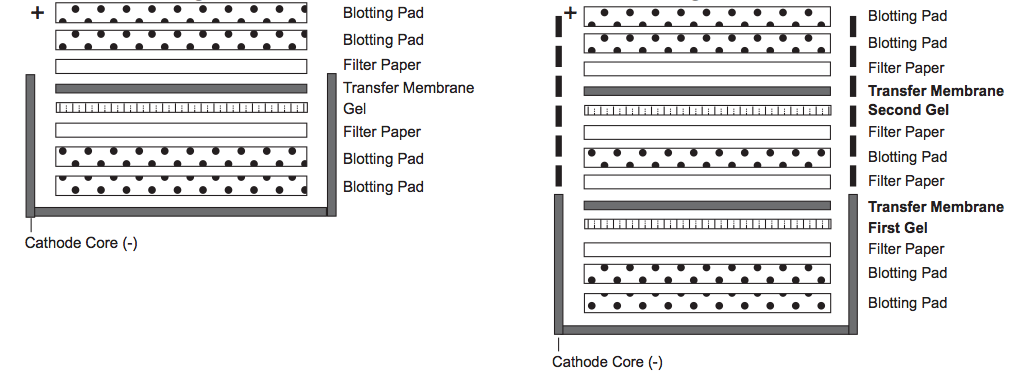 +
Blotting Pad
Blotting Pad
Filter Paper
Transfer Membrane
Gel
Filter Paper
Blotting Pad
Blotting Pad
Cathode Core (-)
+
Blotting Pad
Blotting Pad
Filter Paper
Transfer Membrane
Second Gel
Filter Paper
Blotting Pad
Filter Paper
Transfer Membrane
First Gel
Filter Paper
Blotting Pad
Blotting Pad
Cathode Core (-)